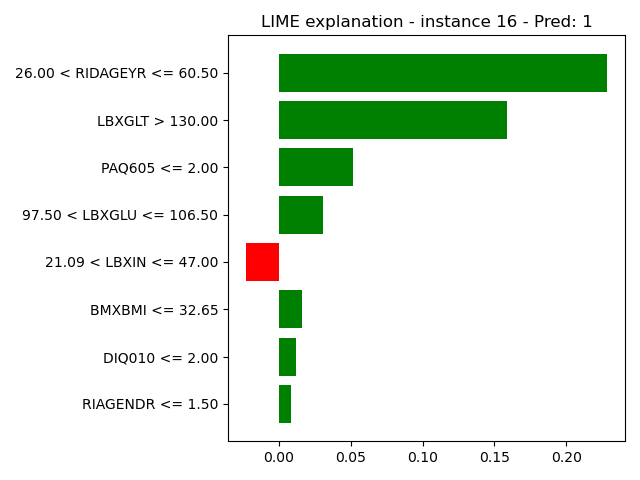 LIME explanation - instance 16 - Pred: 1
26.00 < RIDAGEYR <= 60.50
LBXGLT > 130.00
PAQ605 <= 2.00
97.50 < LBXGLU <= 106.50
21.09 < LBXIN <= 47.00
BMXBMI <= 32.65
DIQ010 <= 2.00
RIAGENDR <= 1.50
0.00 0.05 0.10 0.15 0.20